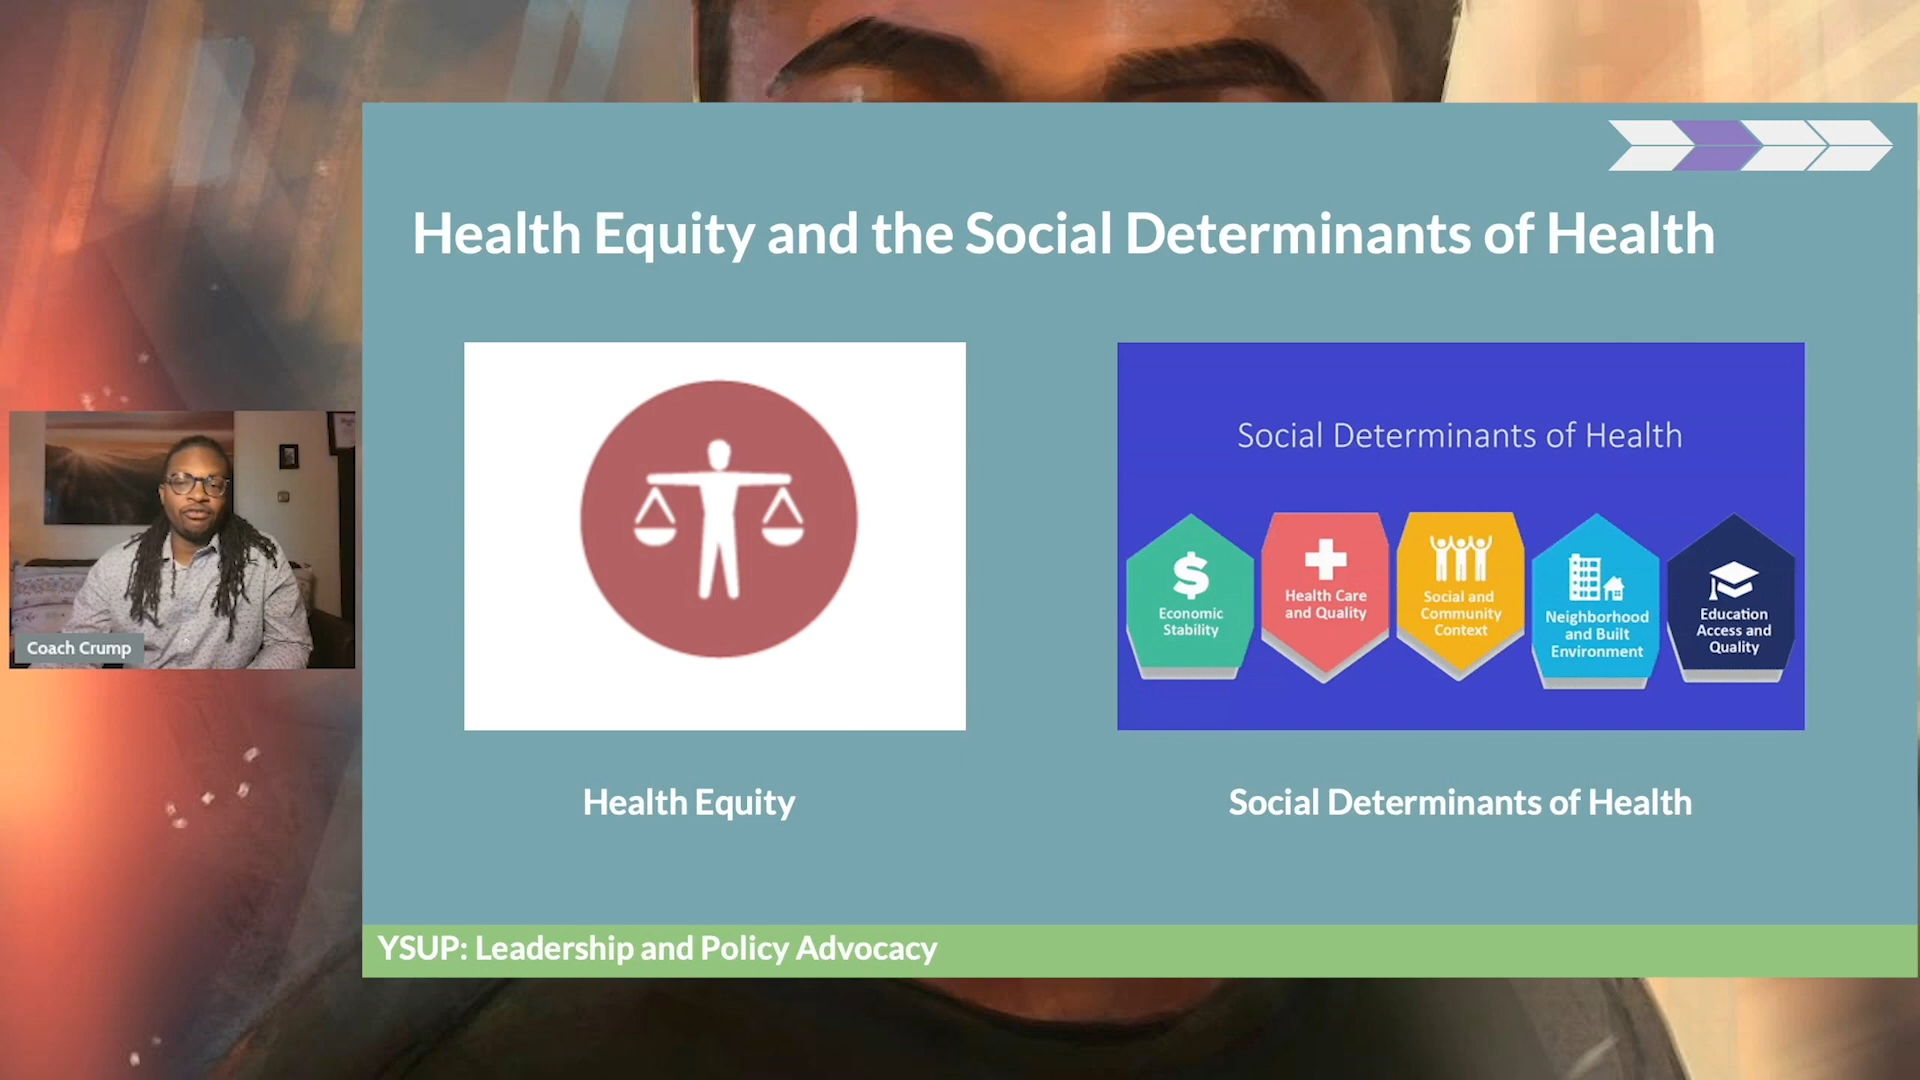 Health Equity and the Social Determinants of Health
Social Determinants of Health
Economic
Stability
Health Care
and Quality
Social and
Community
Context
Neighborhood
and Built
Environment
Education
Access and
Quality
Coach Crump
Health Equity
Social Determinants of Health
YSUP: Leadership and Policy Advocacy